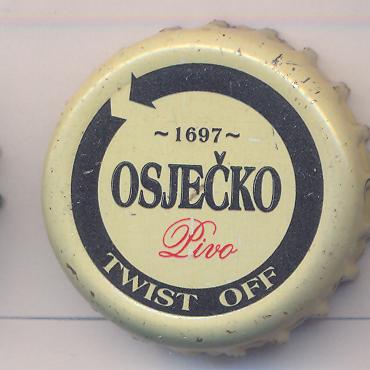 ~1697~
OSJEČKO
Pivo
TWIST OFF